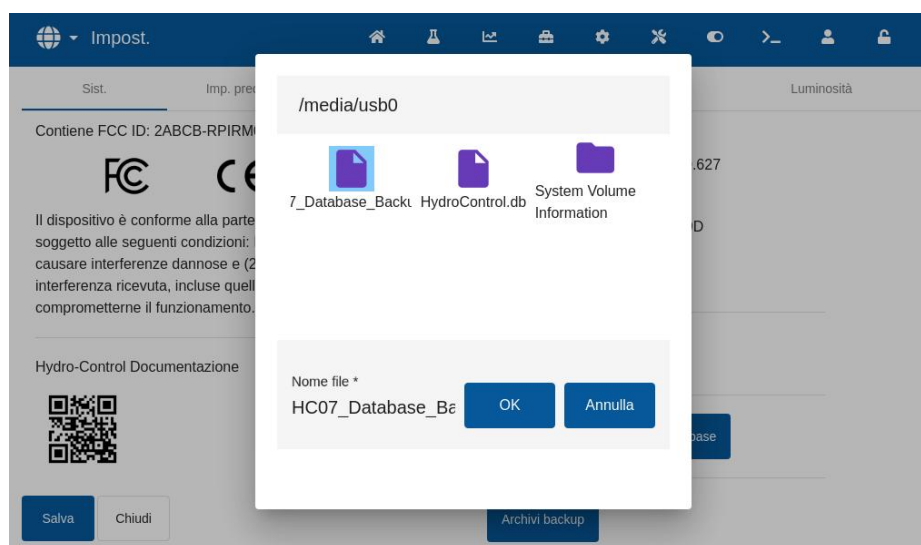 Impost.
Sist.
Imp. pred
Luminosità
Contiene FCC ID: 2ABCB-RPIRM
FC CE
Il dispositivo è conforme alla parte
soggetto alle seguenti condizioni:
causare interferenze dannose e (2
interferenza ricevuta, incluse quell
comprometterne il funzionamento.
Hydro-Control Documentazione
Salva
Chiudi
/media/usb0
7_Database_Backu
HydroControl.db
System Volume
Information
Nome file *
HC07_Database_Ba
OK
Annulla
.627
D
base
Archivi backup